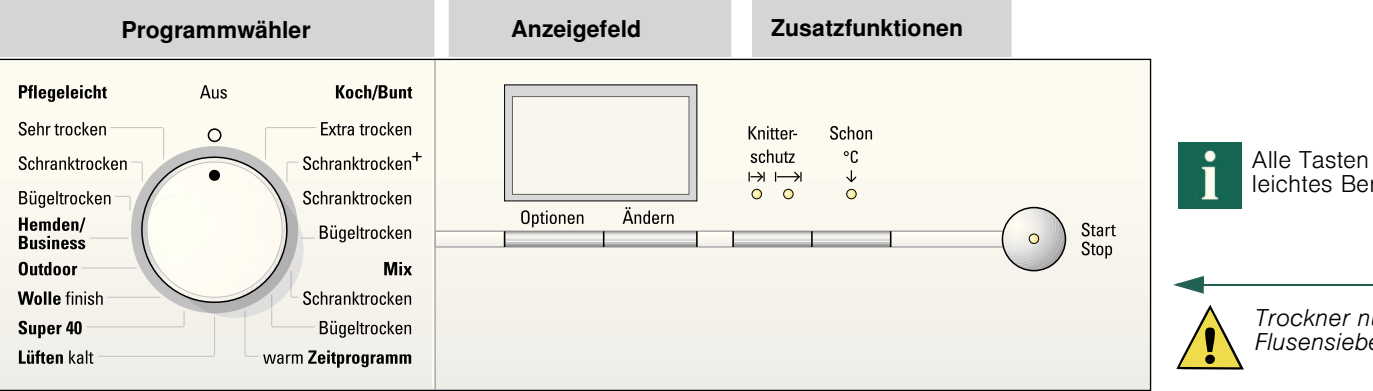 Programmwähler
Anzeigefeld
Zusatzfunktionen
Pflegeleicht
Aus
Koch/Bunt
Sehr trocken
Extra trocken
Schranktrocken
Schranktrocken+
Bügeltrocken
Schranktrocken
Hemden/
Business
Bügeltrocken
Outdoor
Mix
Wolle finish
Schranktrocken
Super 40
Bügeltrocken
Lüften kalt
warm Zeitprogramm
Optionen
Ändern
Knitter-
schutz
Schon
°C
Start
Stop
i
Alle Tasten
leichtes
Trockner